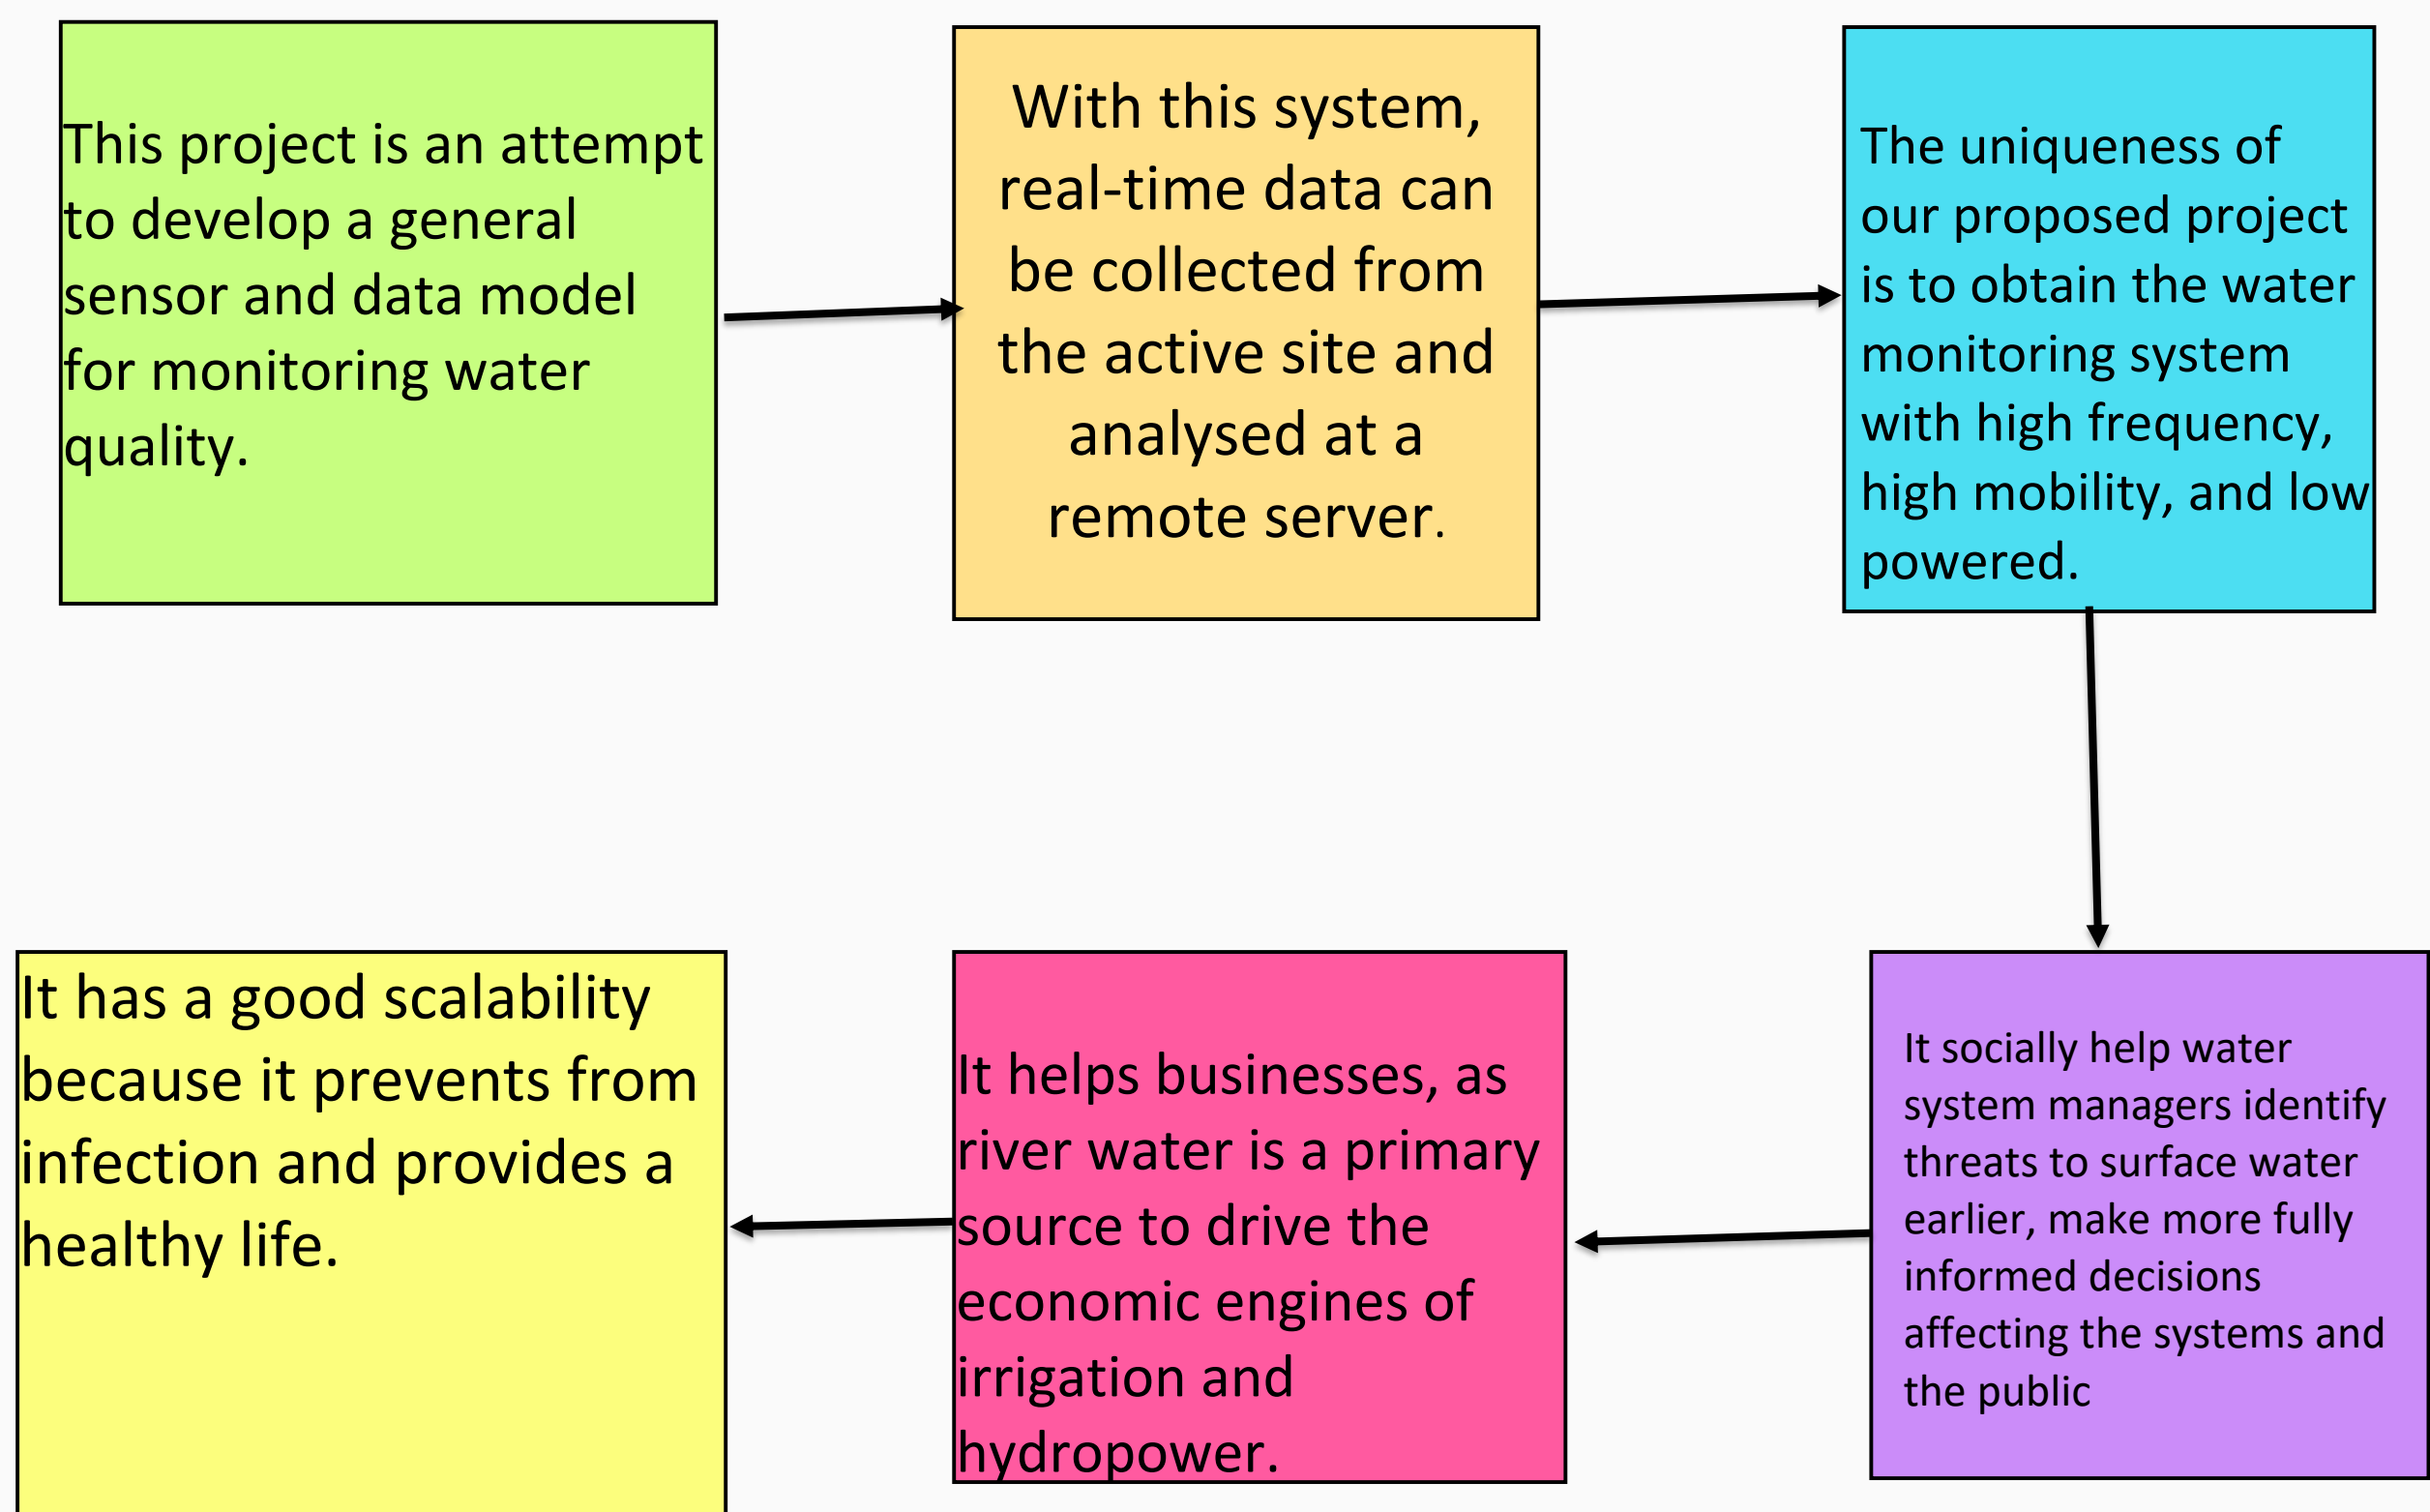 This project is an attempt
to develop a general
sensor and data model
for monitoring water
quality.
With this system,
real-time data can
be collected from
the active site and
analysed at a
remote server.
The uniqueness of
our proposed project
is to obtain the water
monitoring system
with high frequency,
high mobility, and low
powered.
It socially help water
system managers identify
threats to surface water
earlier, make more fully
informed decisions
affecting the systems and
the public
It helps businesses, as
river water is a primary
source to drive the
economic engines of
irrigation and
hydropower.
It has a good scalability
because it prevents from
infection and provides a
healthy life.